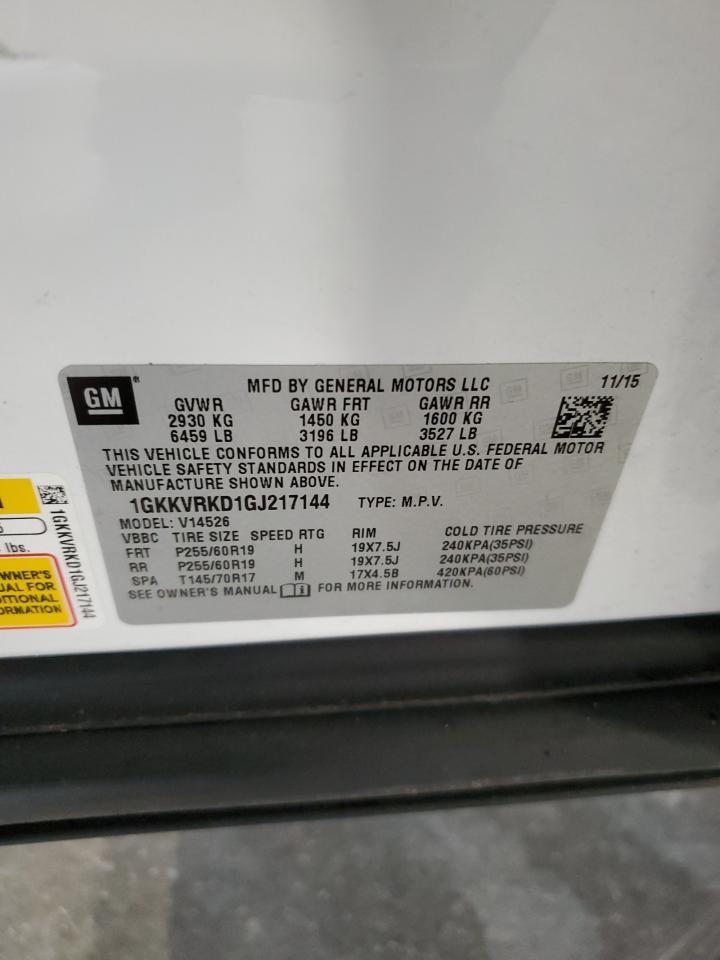 GM
®
MFD BY GENERAL MOTORS LLC
11/15
GVWR GAWR FRT GAWR RR
2930 KG 1450 KG 1600 KG
6459 LB 3196 LB 3527 LB
THIS VEHICLE CONFORMS TO ALL APPLICABLE U.S. FEDERAL MOTOR
VEHICLE SAFETY STANDARDS IN EFFECT ON THE DATE OF
MANUFACTURE SHOWN ABOVE.
1GKKVRKD1GJ217144 TYPE: M.P.V.
MODEL: V14526
VBBC TIRE SIZE SPEED RTG RIM COLD TIRE PRESSURE
FRT P255/60R19 H 19X7.5J 240KPA(35PSI)
RR P255/60R19 H 19X7.5J 240KPA(35PSI)
SPA T145/70R17 M 17X4.5B 420KPA(60PSI)
SEE OWNER'S MANUAL FOR MORE INFORMATION.
1GKKVRKD1GJ217144
lbs.
OWNER'S
UAL FOR
ITIONAL
ORMATION